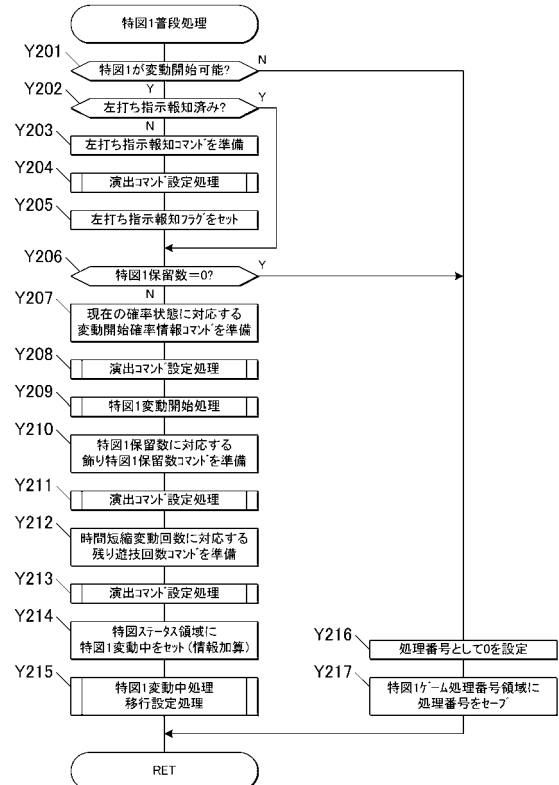 特図1普段処理
Y201
特図1が変動開始可能?
N
Y
Y202
左打ち指示報知済み?
Y
N
Y203
左打ち指示報知コマンドを準備
Y204
演出コマンド設定処理
Y205
左打ち指示報知フラグをセット
Y206
特図1保留数=0?
Y
N
Y207
現在の確率状態に対応する
変動開始確率情報コマンドを準備
Y208
演出コマンド設定処理
Y209
特図1変動開始処理
Y210
特図1保留数に対応する
飾り特図1保留数コマンドを準備
Y211
演出コマンド設定処理
Y212
時間短縮変動回数に対応する
残り遊技回数コマンドを準備
Y213
演出コマンド設定処理
Y214
特図ステータス領域に
特図1変動中をセット(情報加算)
Y215
特図1変動中処理
移行設定処理
Y216
処理番号として0を設定
Y217
特図1ゲーム処理番号領域に
処理番号をセーブ
RET